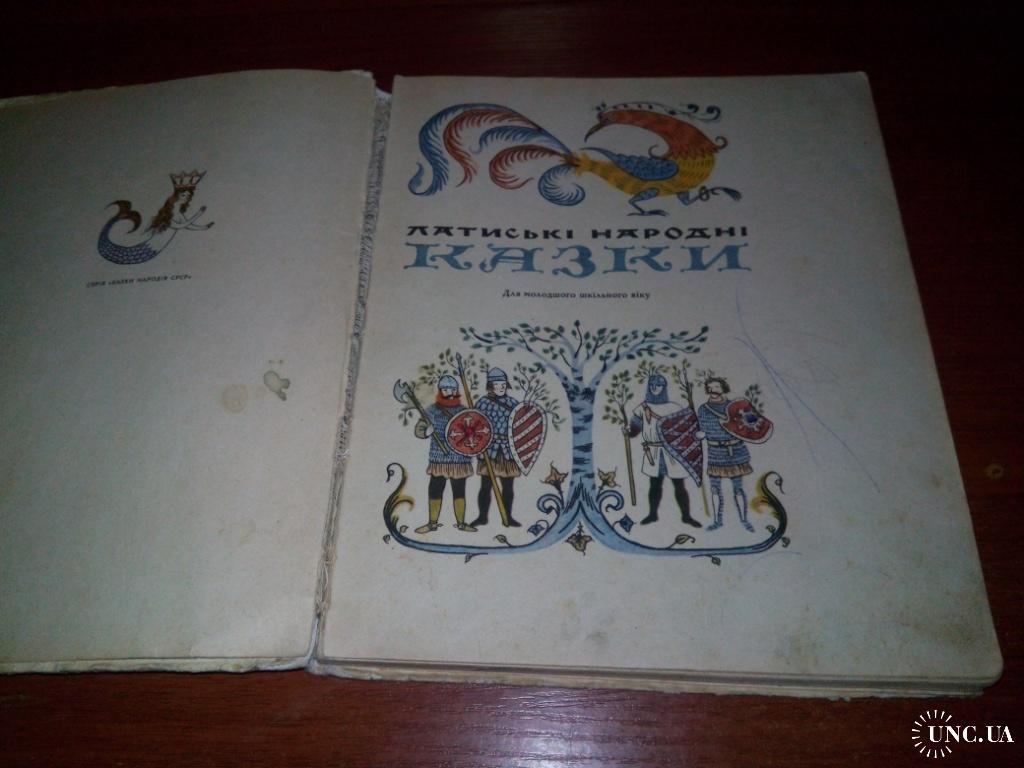 СЕРІЯ «КАЗКИ НАРОДІВ СРСР»
ЛАТИСЬКІ НАРОДНІ
КАЗКИ
Для молодшого шкільного віку
UNC.UA